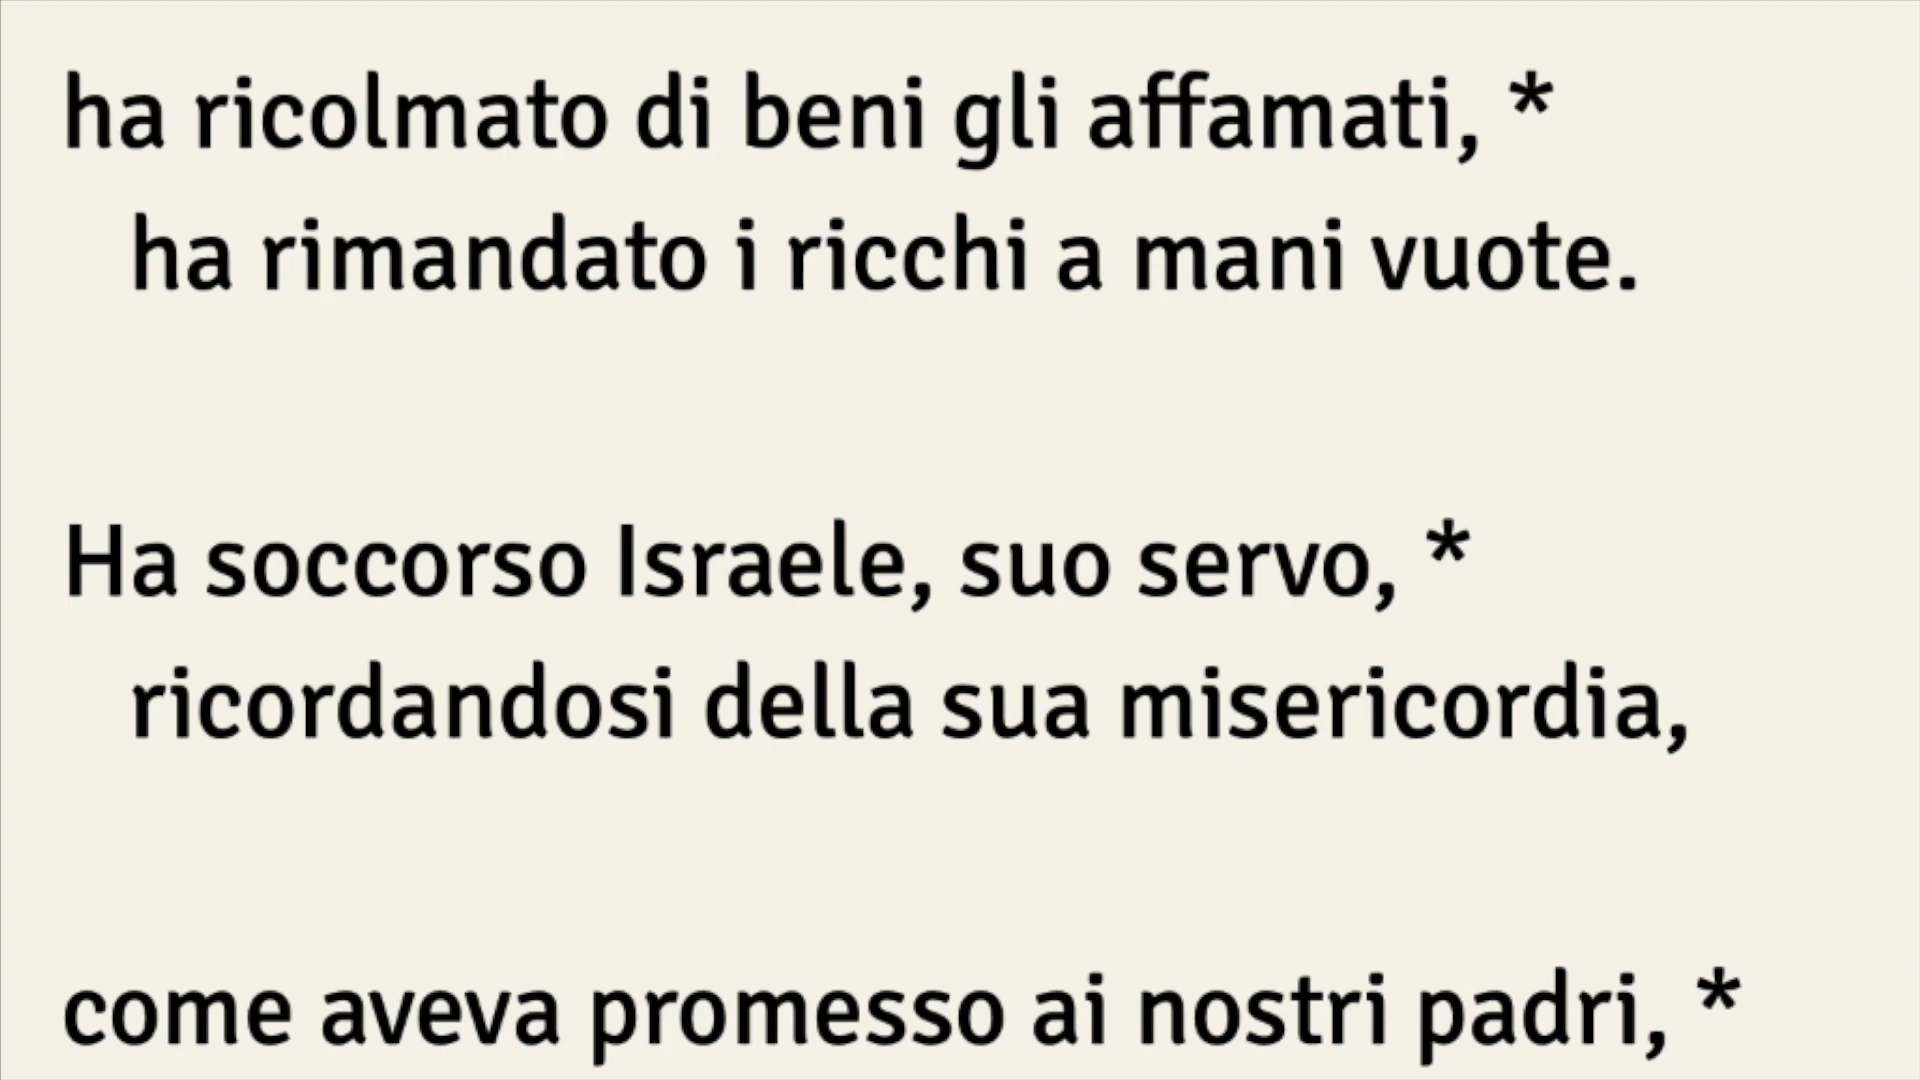 ha ricolmato di beni gli affamati, *
ha rimandato i ricchi a mani vuote.
Ha soccorso Israele, suo servo, *
ricordandosi della sua misericordia,
come aveva promesso ai nostri padri, *